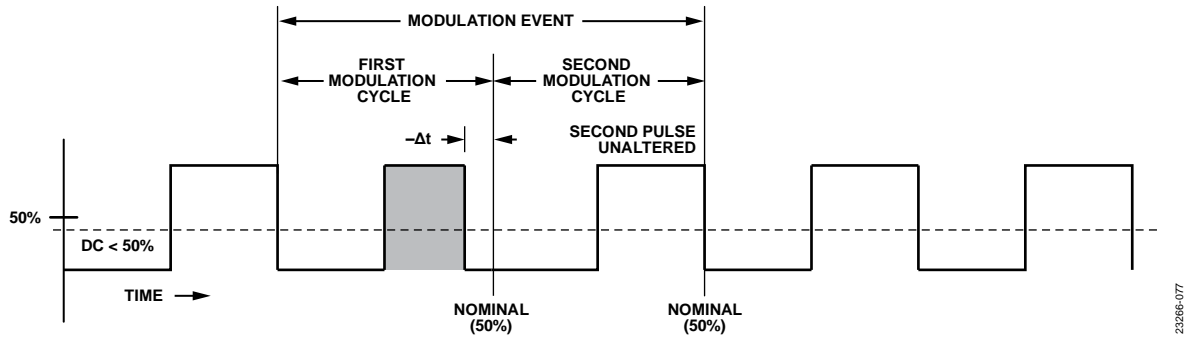 MODULATION EVENT
FIRST
MODULATION
CYCLE
SECOND
MODULATION
CYCLE
–Δt
SECOND PULSE
UNALTERED
50%
DC < 50%
TIME
NOMINAL
(50%)
NOMINAL
(50%)
23266-077